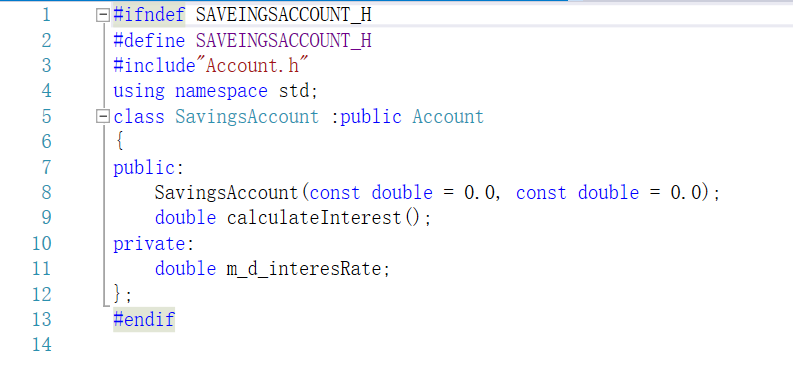 1 #ifndef SAVEINGSACCOUNT_H
2 #define SAVEINGSACCOUNT_H
3 #include"Account.h"
4 using namespace std;
5 class SavingsAccount :public Account
6 {
7 public:
8 SavingsAccount(const double = 0.0, const double = 0.0);
9 double calculateInterest();
10 private:
11 double m_d_interesRate;
12 };
13 #endif
14